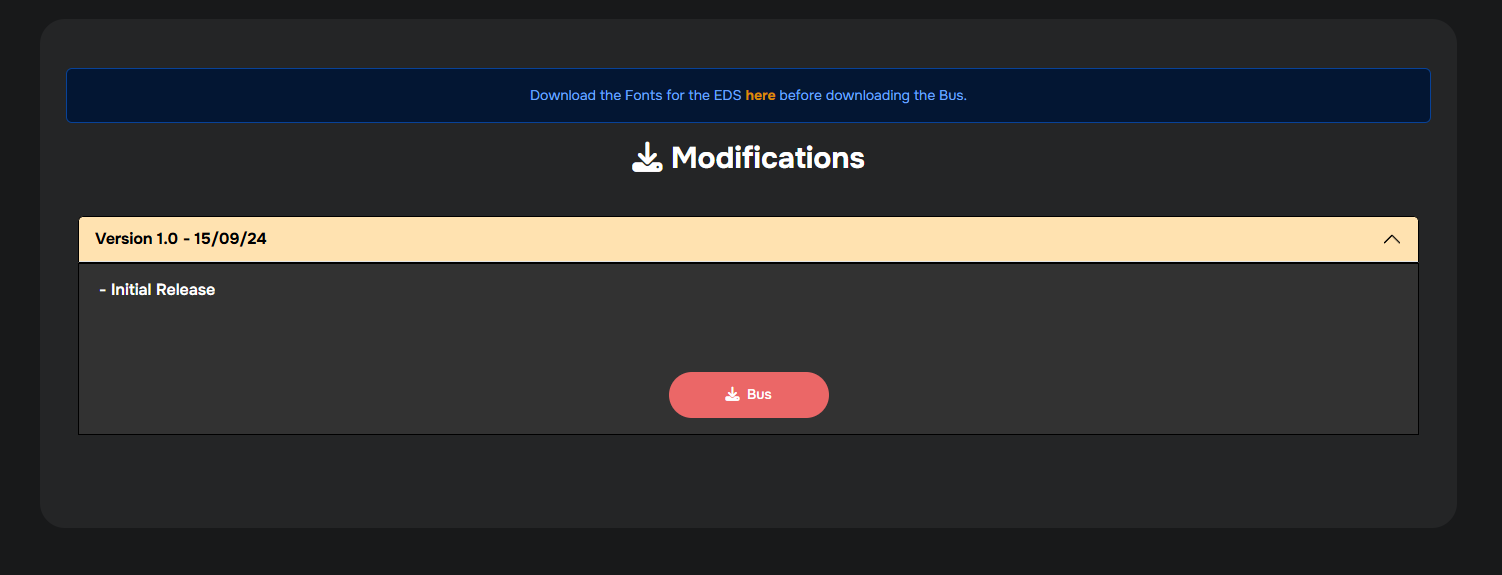 Download the Fonts for the EDS here before downloading the Bus.
Modifications
Version 1.0 - 15/09/24
- Initial Release
Bus